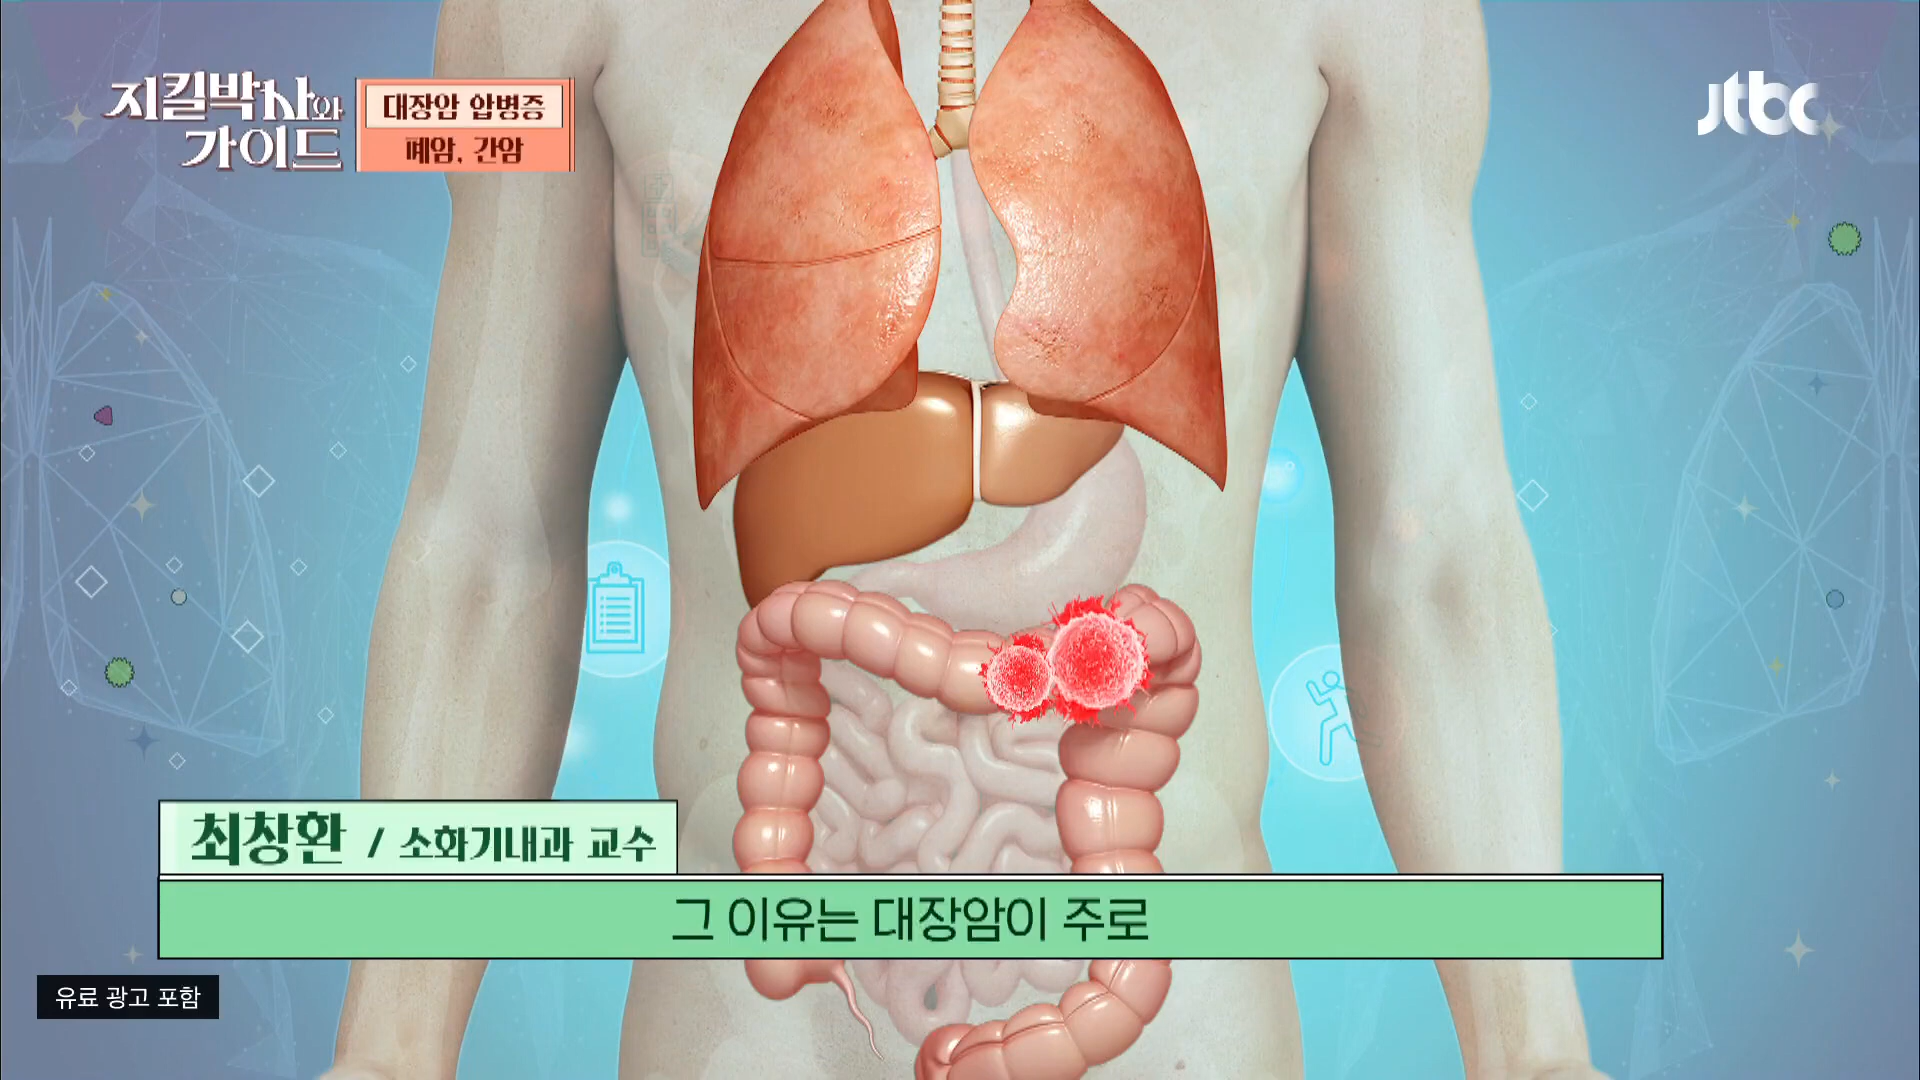 지킬박사와
가이드
대장암 압병증
폐암, 간암
jtbc
최창환 / 소화기내과 교수
그 이유는 대장암이 주로
유료 광고 포함